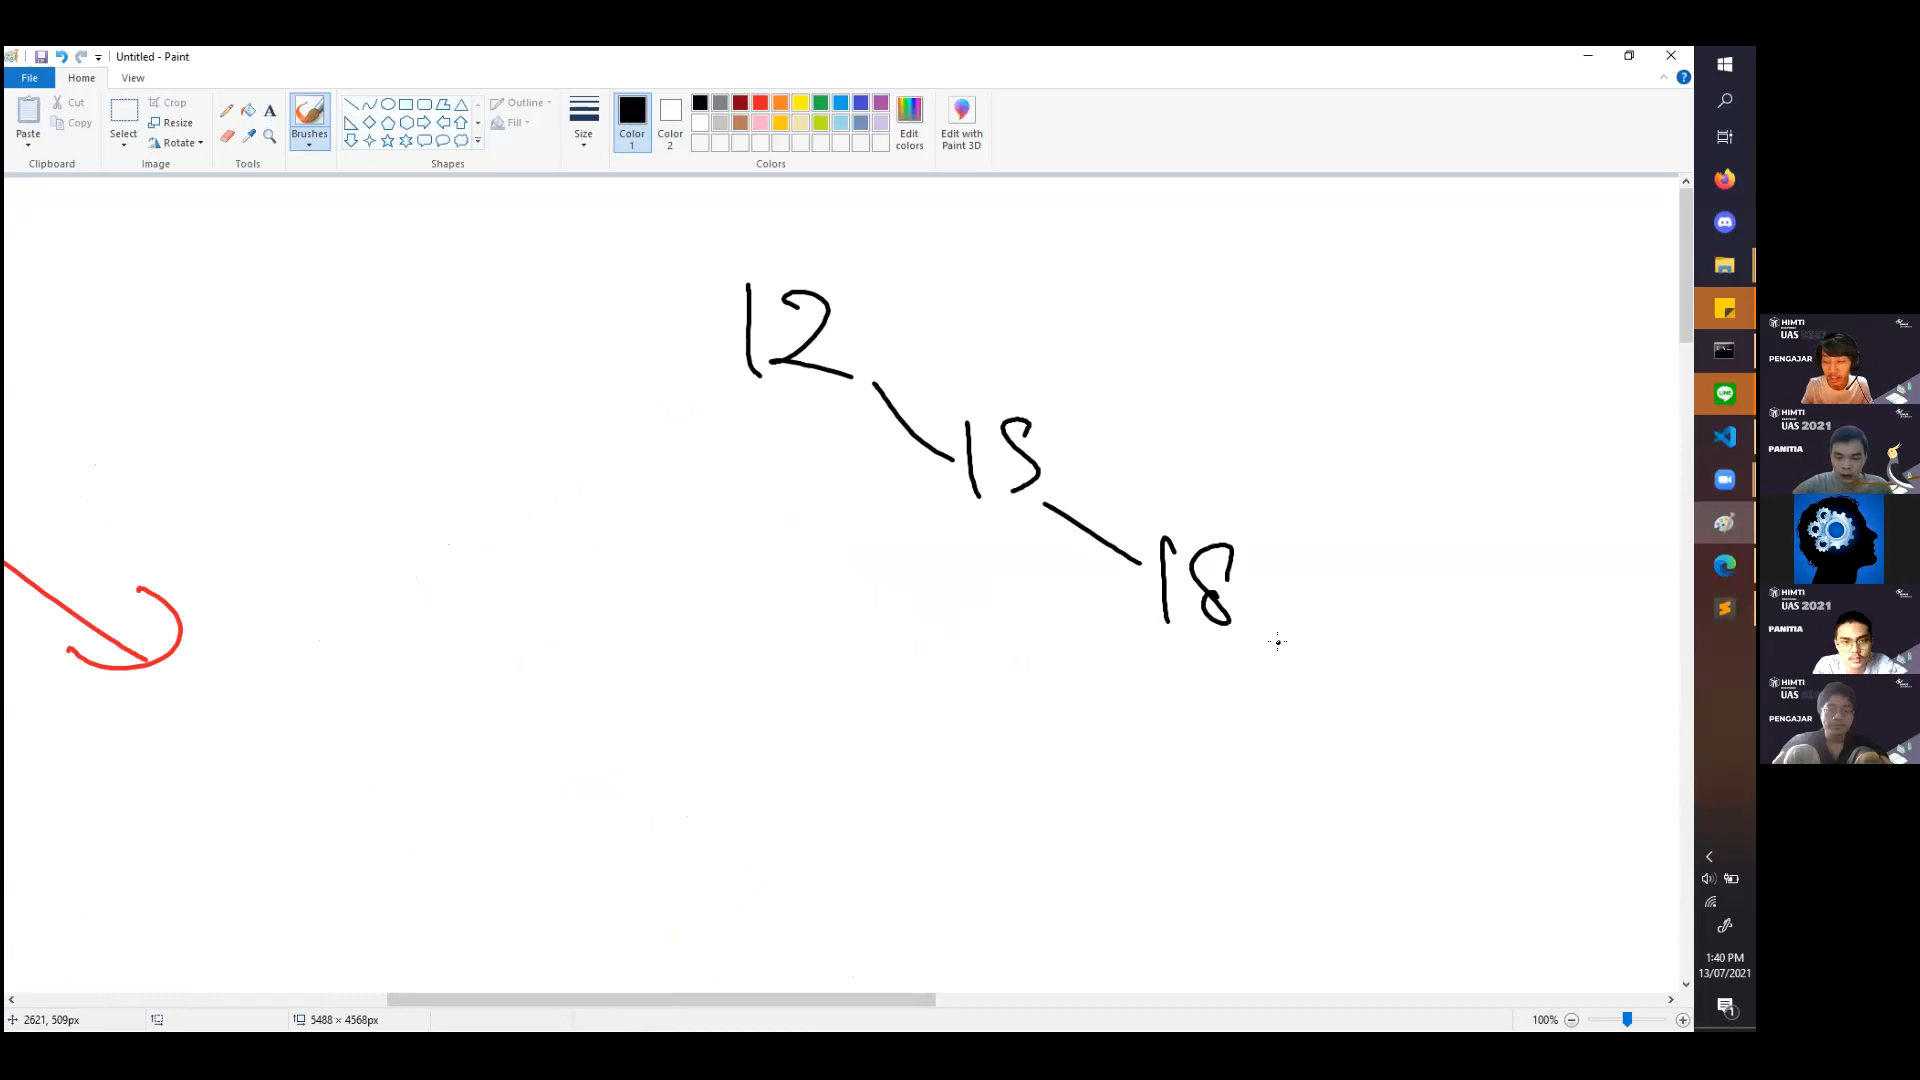 Untitled - Paint
File Home View
Paste
Cut
Copy
Clipboard
Select
Crop
Resize
Rotate
Image
Tools
Brushes
Shapes
Outline
Fill
Size
Color 1
Color 2
Edit colors
Edit with Paint 3D
Colors
12
15
18
HIMTI
UAS
PENGAJAR
HIMTI
UAS 2021
PANITIA
HIMTI
UAS 2021
PANITIA
HIMTI
UAS
PENGAJAR
1:40 PM
13/07/2021
1
2621, 509px
5488 × 4568px
100%